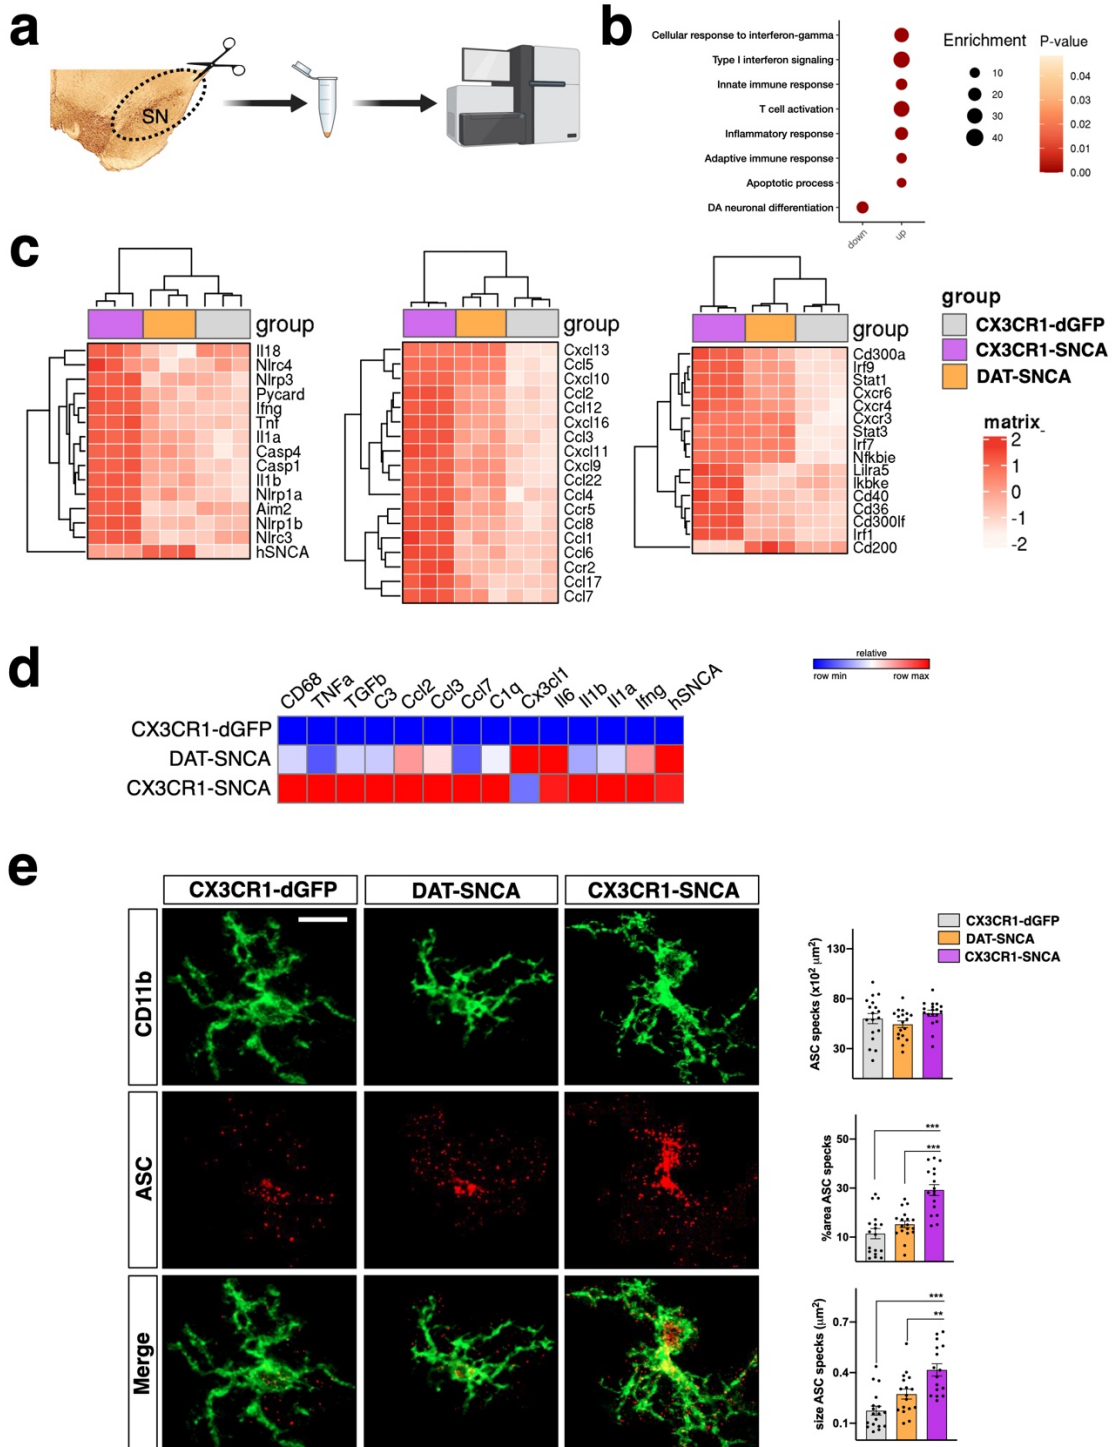 a
SN
b
Cellular response to interferon-gamma
Type I interferon signaling
Innate immune response
T cell activation
Inflammatory response
Adaptive immune response
Apoptotic process
DA neuronal differentiation
down
up
Enrichment
10
20
30
40
P-value
0.04
0.03
0.02
0.01
0.00
c
group
Il18
Nlrc4
Nlrp3
Pycard
Ifng
Tnf
Il1a
Casp4
Casp1
Il1b
Nlrp1a
Aim2
Nlrp1b
Nlrc3
hSNCA
group
Cxcl13
Ccl5
Cxcl10
Ccl2
Ccl12
Cxcl16
Ccl3
Cxcl11
Cxcl9
Ccl22
Ccl4
Ccr5
Ccl8
Ccl1
Ccl6
Ccr2
Ccl17
Ccl7
group
Cd300a
Irf9
Stat1
Cxcr6
Cxcr4
Cxcr3
Stat3
Irf7
Nfkbie
Lilra5
Ikbke
Cd40
Cd36
Cd300lf
Irf1
Cd200
group
CX3CR1-dGFP
CX3CR1-SNCA
DAT-SNCA
matrix_
2
1
0
-1
-2
d
CD68
TNFa
TGFb
C3
Ccl2
Ccl3
Ccl7
C1q
Cx3cl1
Il6
Il1b
Il1a
Ifng
hSNCA
CX3CR1-dGFP
DAT-SNCA
CX3CR1-SNCA
relative
row min row max
e
CX3CR1-dGFP DAT-SNCA CX3CR1-SNCA
CD11b
ASC
Merge
CX3CR1-dGFP
DAT-SNCA
CX3CR1-SNCA
ASC specks (x10² μm²)
130
80
30
%area ASC specks
50
30
10
***
***
size ASC specks (μm²)
0.7
0.4
0.1
***
**